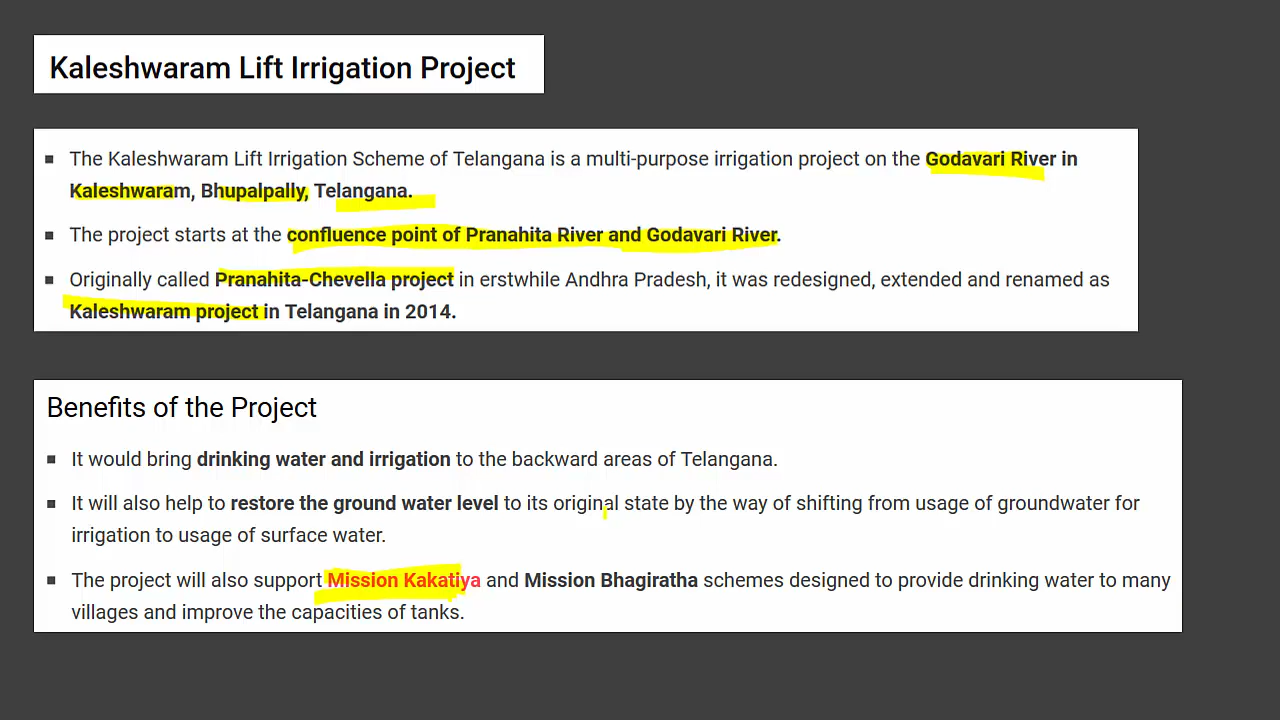 Kaleshwaram Lift Irrigation Project
▪ The Kaleshwaram Lift Irrigation Scheme of Telangana is a multi-purpose irrigation project on the Godavari River in
Kaleshwaram, Bhupalpally, Telangana.
▪ The project starts at the confluence point of Pranahita River and Godavari River.
▪ Originally called Pranahita-Chevella project in erstwhile Andhra Pradesh, it was redesigned, extended and renamed as
Kaleshwaram project in Telangana in 2014.
Benefits of the Project
▪ It would bring drinking water and irrigation to the backward areas of Telangana.
▪ It will also help to restore the ground water level to its original state by the way of shifting from usage of groundwater for
irrigation to usage of surface water.
▪ The project will also support Mission Kakatiya and Mission Bhagiratha schemes designed to provide drinking water to many
villages and improve the capacities of tanks.